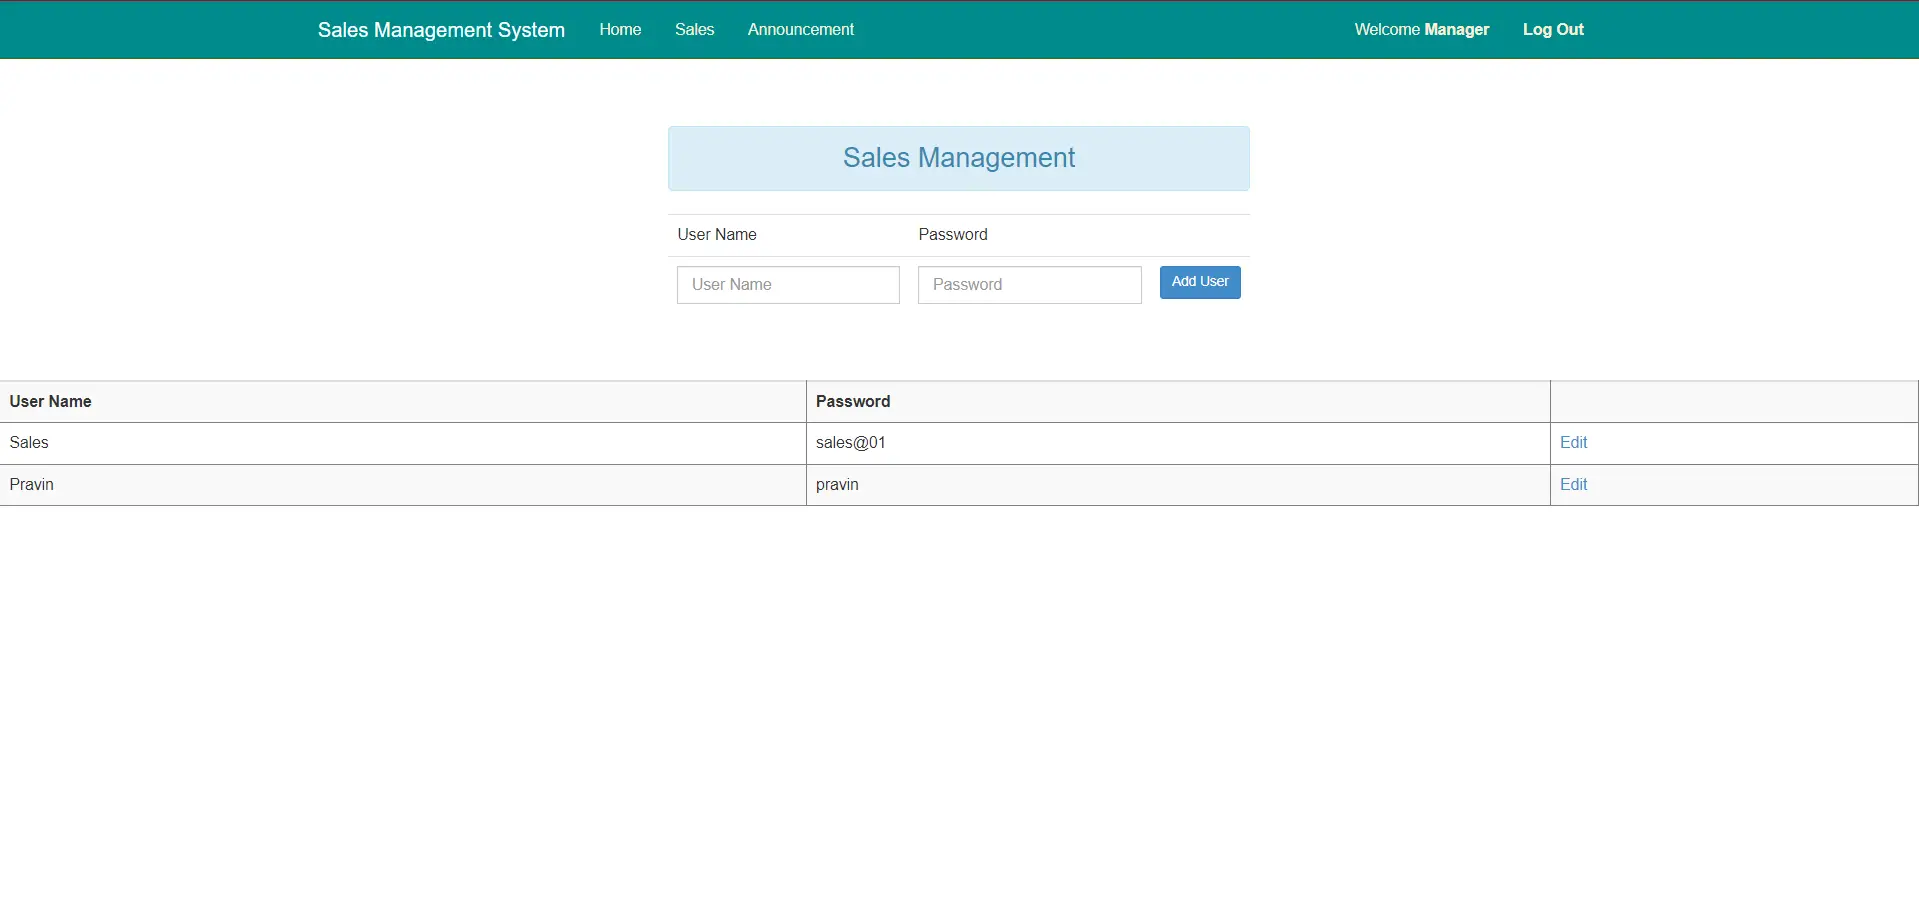 Sales Management System Home Sales Announcement Welcome Manager Log Out
Sales Management
User Name Password
User Name Password Add User
User Name Password
Sales sales@01 Edit
Pravin pravin Edit